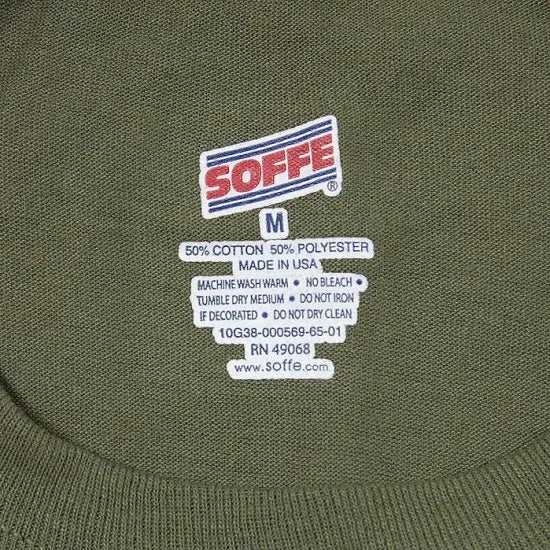 SOFFE®
M
50% COTTON 50% POLYESTER
MADE IN USA
MACHINE WASH WARM • NO BLEACH •
TUMBLE DRY MEDIUM • DO NOT IRON
IF DECORATED • DO NOT DRY CLEAN
10G38-000569-65-01
RN 49068
www.soffe.com